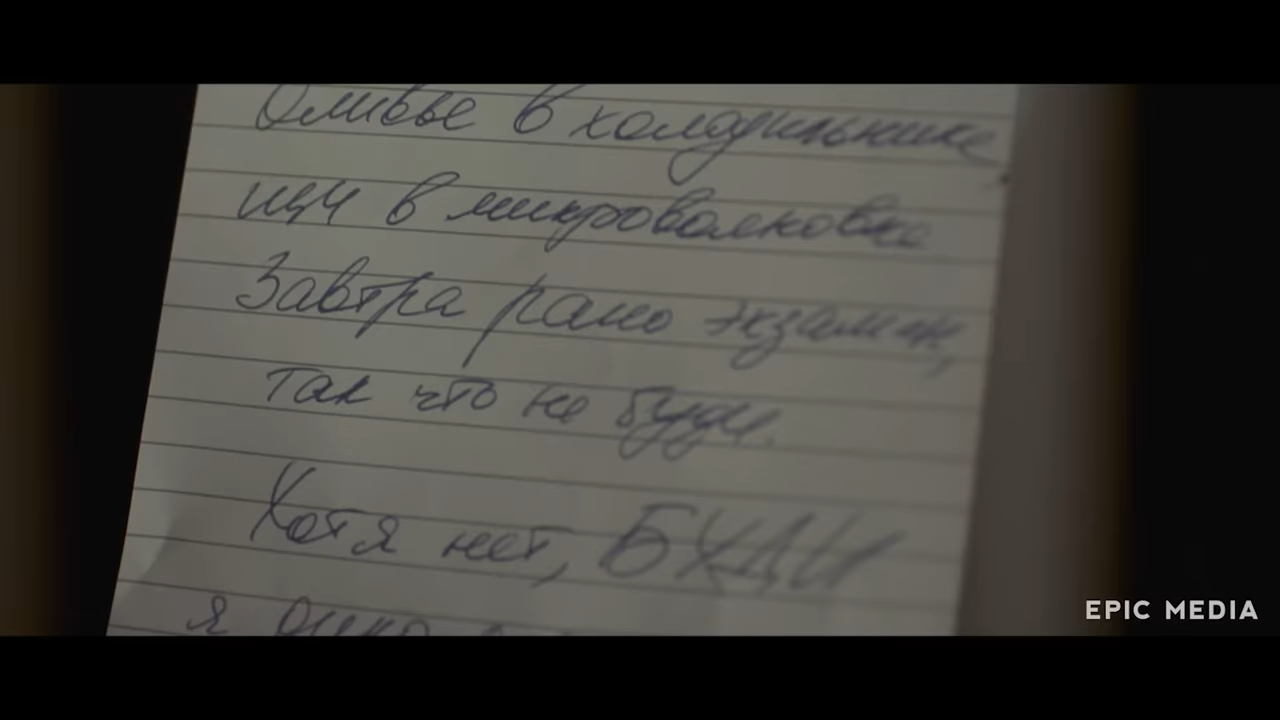 Оливье в холодильнике,
щи в микроволновке
Завтра рано экзамен,
так что не буди.
Хотя нет, БУДИ
я
EPIC MEDIA